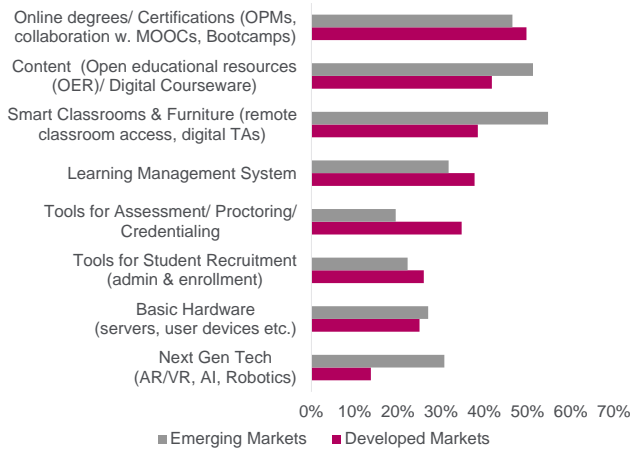 Online degrees/ Certifications (OPMs,
collaboration w. MOOCs, Bootcamps)
Content (Open educational resources
(OER)/ Digital Courseware)
Smart Classrooms & Furniture (remote
classroom access, digital TAs)
Learning Management System
Tools for Assessment/ Proctoring/
Credentialing
Tools for Student Recruitment
(admin & enrollment)
Basic Hardware
(servers, user devices etc.)
Next Gen Tech
(AR/VR, AI, Robotics)
0% 10% 20% 30% 40% 50% 60% 70%
Emerging Markets Developed Markets